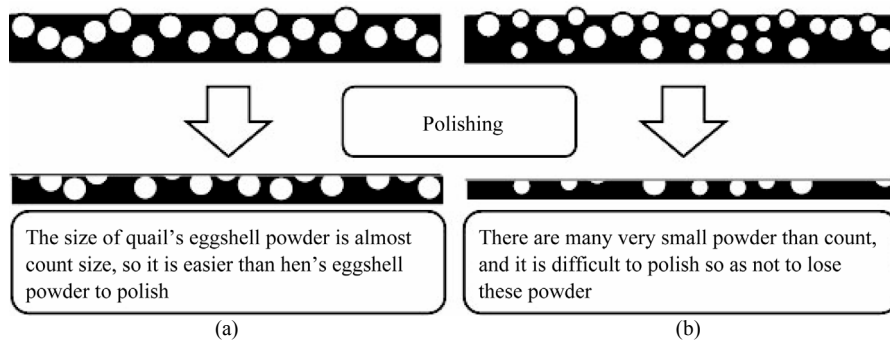 Polishing
The size of quail's eggshell powder is almost
count size, so it is easier than hen's eggshell
powder to polish
There are many very small powder than count,
and it is difficult to polish so as not to lose
these powder
(a)
(b)